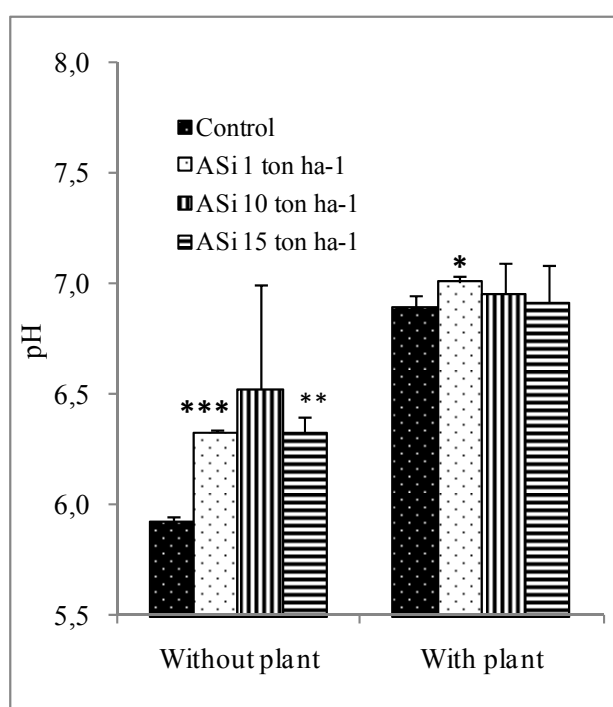 8,0
Control
ASi 1 ton ha-1
7,5
ASi 10 ton ha-1
ASi 15 ton ha-1
*
7,0
pH
6,5
*** **
6,0
5,5
Without plant With plant